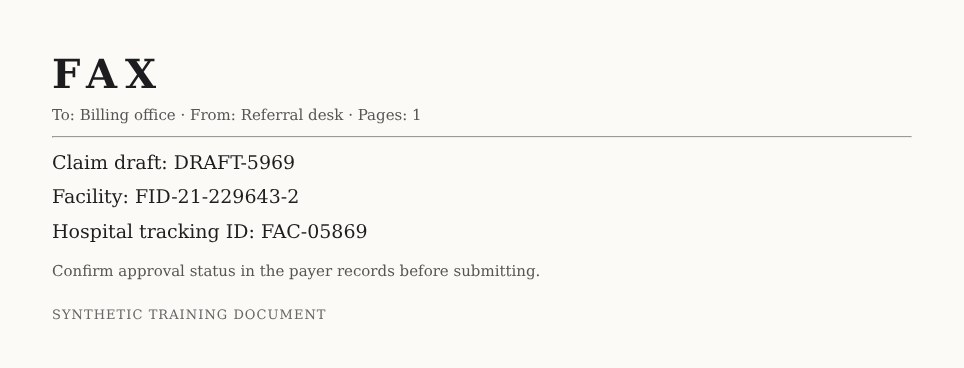 FAX
To: Billing office · From: Referral desk · Pages: 1
Claim draft: DRAFT-5969
Facility: FID-21-229643-2
Hospital tracking ID: FAC-05869
Confirm approval status in the payer records before submitting.
SYNTHETIC TRAINING DOCUMENT